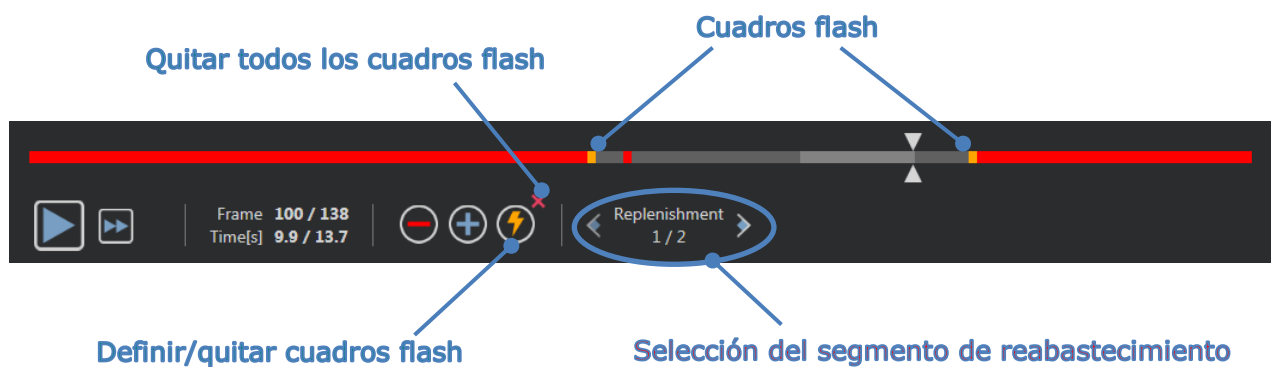 Cuadros flash
Quitar todos los cuadros flash
Frame 100 / 138
Time[s] 9.9 / 13.7
Replenishment
1 / 2
Definir/quitar cuadros flash
Selección del segmento de reabastecimiento